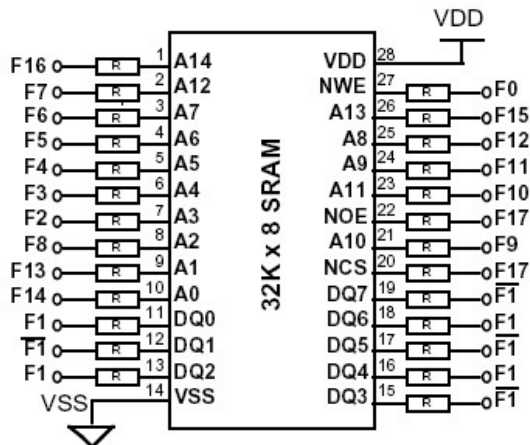 VDD
F16 R 1 A14 VDD 28
F7 R 2 A12 NWE 27 R F0
F6 R 3 A7 A13 26 R F15
F5 R 4 A6 A8 25 R F12
F4 R 5 A5 A9 24 R F11
F3 R 6 A4 A11 23 R F10
F2 R 7 A3 NOE 22 R F17
F8 R 8 A2 A10 21 R F9
F13 R 9 A1 NCS 20 R F17
F14 R 10 A0 DQ7 19 R F̅1̅
F1 R 11 DQ0 DQ6 18 R F1
F̅1̅ R 12 DQ1 DQ5 17 R F̅1̅
F1 R 13 DQ2 DQ4 16 R F1
VSS 14 VSS DQ3 15 R F̅1̅
32K x 8 SRAM